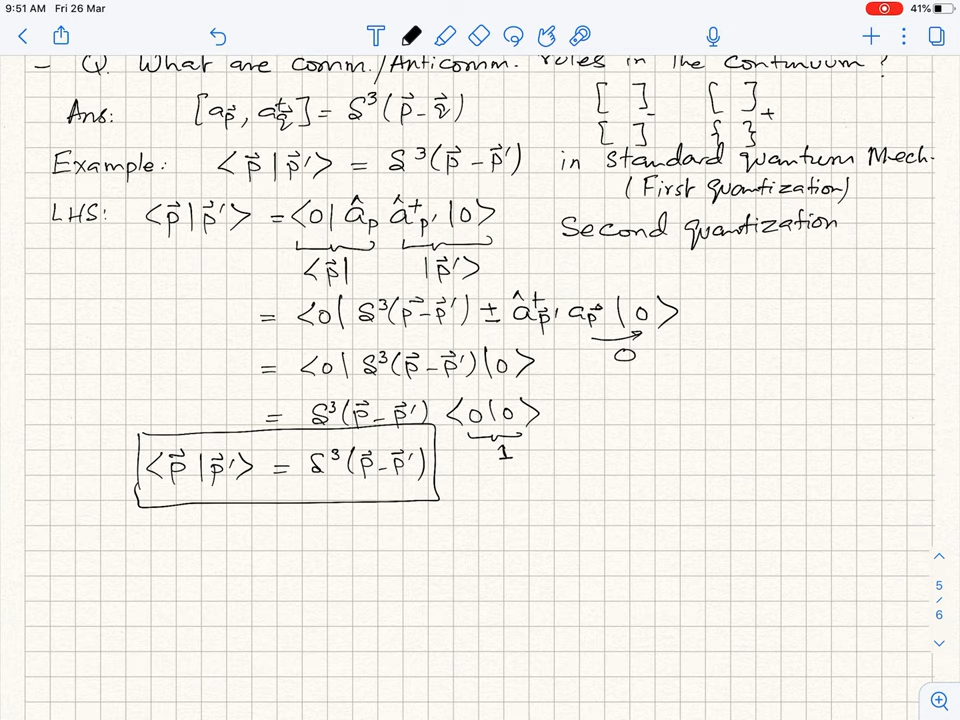 9:51 AM Fri 26 Mar 41%
- Q. What are comm./Anticomm. rules in the continuum?
Ans: [a_p⃗, a†_q⃗] = δ³(p⃗ - q⃗) [ ]₋ [ ]₊
[ ] { }
Example: ⟨p⃗ | p⃗'⟩ = δ³(p⃗ - p⃗') in standard quantum Mech.
(First quantization)
LHS: ⟨p⃗ | p⃗'⟩ = ⟨0| â_p â†_p' |0⟩ Second quantization
⟨p⃗| |p⃗'⟩
= ⟨0| δ³(p⃗ - p⃗') ± â†_p⃗' a_p⃗ |0⟩
0
= ⟨0| δ³(p⃗ - p⃗') |0⟩
= δ³(p⃗ - p⃗') ⟨0|0⟩
1
⟨p⃗ | p⃗'⟩ = δ³(p⃗ - p⃗')
5
/
6